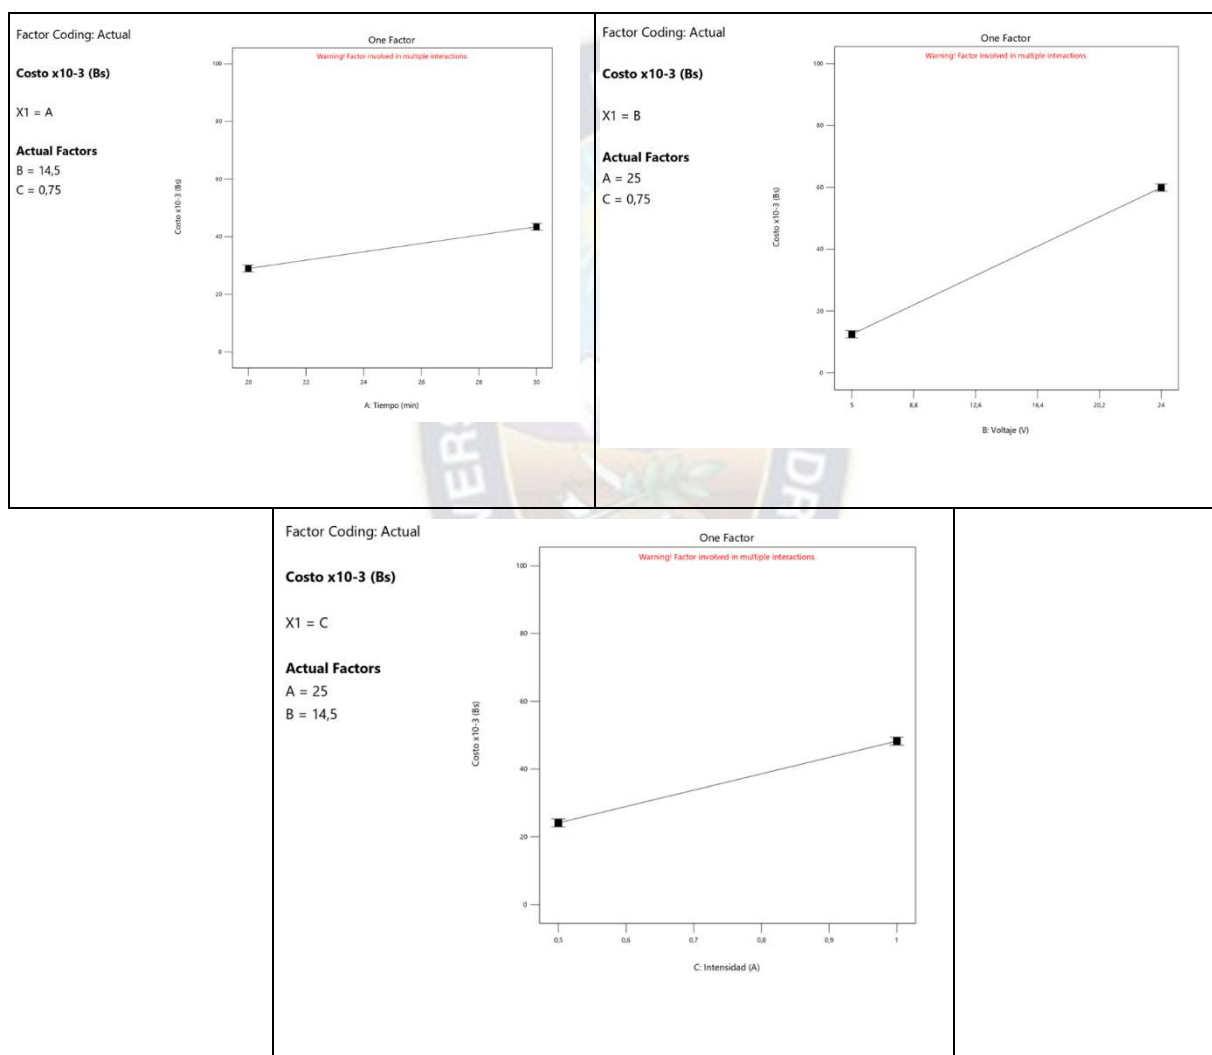 Factor Coding: Actual
Costo x10-3 (Bs)
X1 = A
Actual Factors
B = 14,5
C = 0,75
One Factor
Warning! Factor involved in multiple interactions.
Costo x10-3 (Bs)
100
80
60
40
20
0
20 22 24 26 28 30
A: Tiempo (min)
Factor Coding: Actual
Costo x10-3 (Bs)
X1 = B
Actual Factors
A = 25
C = 0,75
One Factor
Warning! Factor involved in multiple interactions.
Costo x10-3 (Bs)
100
80
60
40
20
0
5 8,8 12,6 16,4 20,2 24
B: Voltaje (V)
ERS
DR
Factor Coding: Actual
Costo x10-3 (Bs)
X1 = C
Actual Factors
A = 25
B = 14,5
One Factor
Warning! Factor involved in multiple interactions.
Costo x10-3 (Bs)
100
80
60
40
20
0
0,5 0,6 0,7 0,8 0,9 1
C: Intensidad (A)